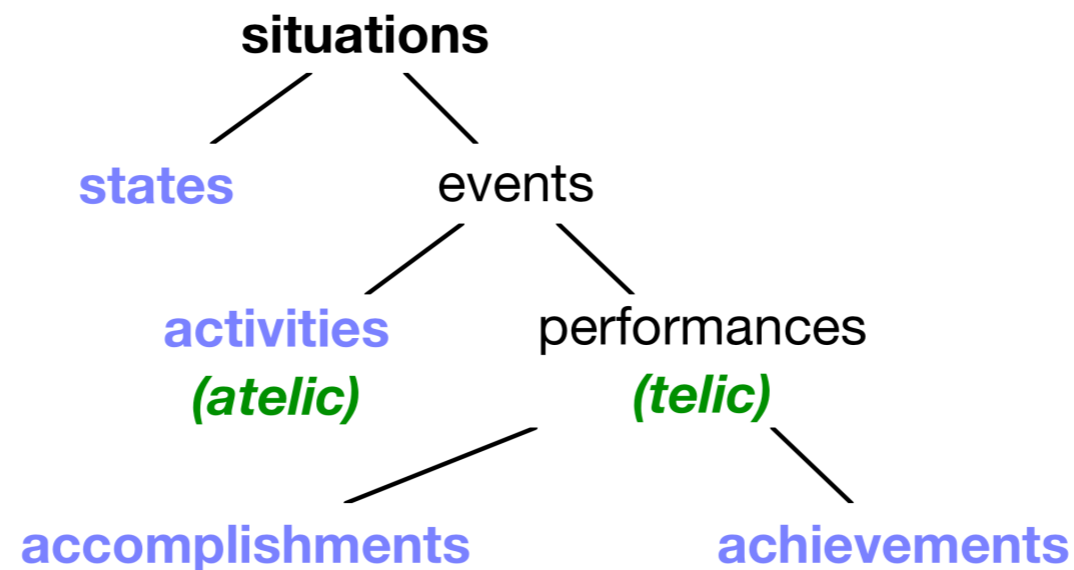 situations
states events
activities performances
(atelic) (telic)
accomplishments achievements